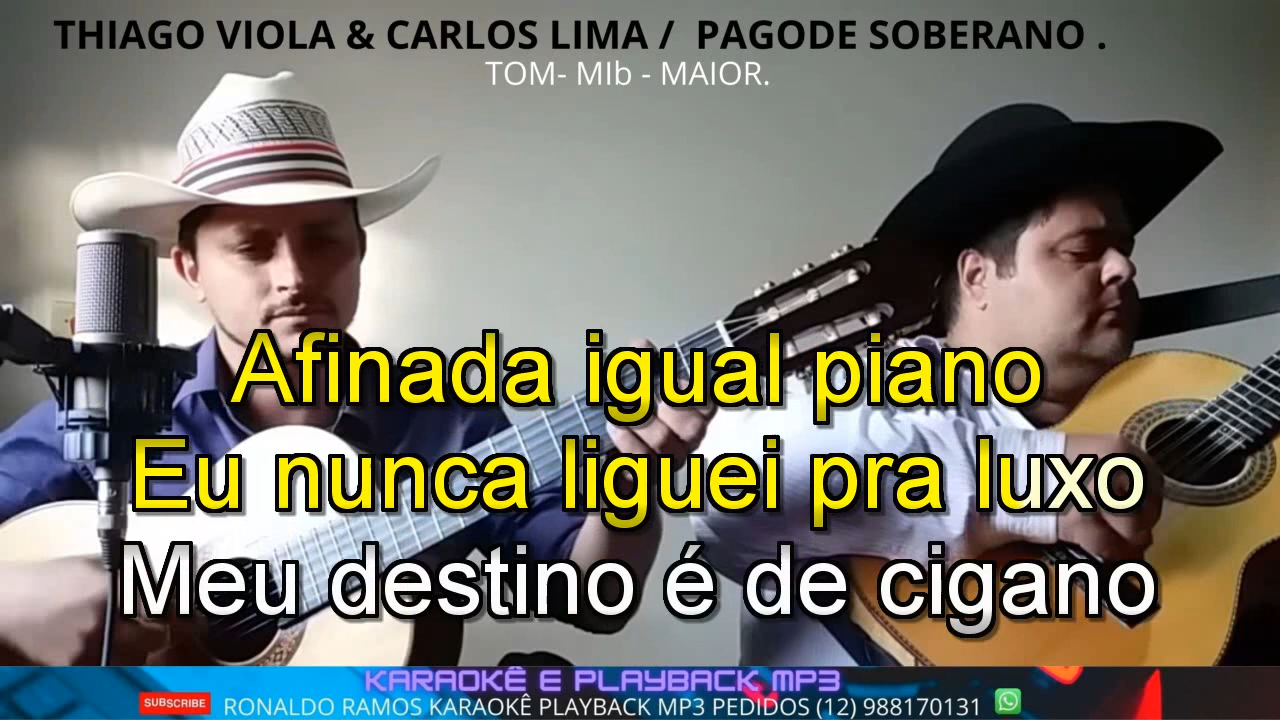 THIAGO VIOLA & CARLOS LIMA /  PAGODE SOBERANO .
TOM- MIb - MAIOR.
Afinada igual piano
Eu nunca liguei pra luxo
Meu destino é de cigano
KARAOKÊ E PLAYBACK MP3
SUBSCRIBE RONALDO RAMOS KARAOKÊ PLAYBACK MP3 PEDIDOS (12) 988170131